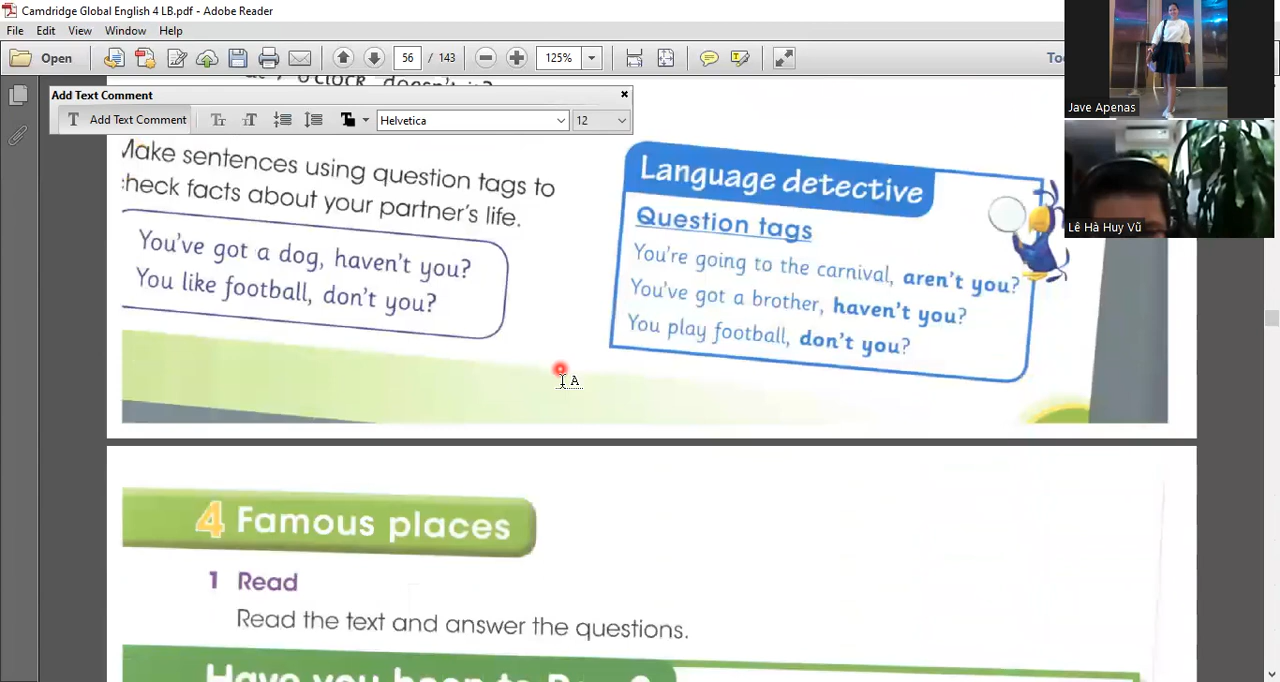 Camdridge Global English 4 LB.pdf - Adobe Reader
File Edit View Window Help
Open
56 / 143
125%
Add Text Comment
T Add Text Comment
Helvetica
12
Make sentences using question tags to
check facts about your partner's life.
You've got a dog, haven't you?
You like football, don't you?
Language detective
Question tags
You're going to the carnival, aren't you?
You've got a brother, haven't you?
You play football, don't you?
4 Famous places
1 Read
Read the text and answer the questions.
Jave Apenas
Lê Hà Huy Vũ